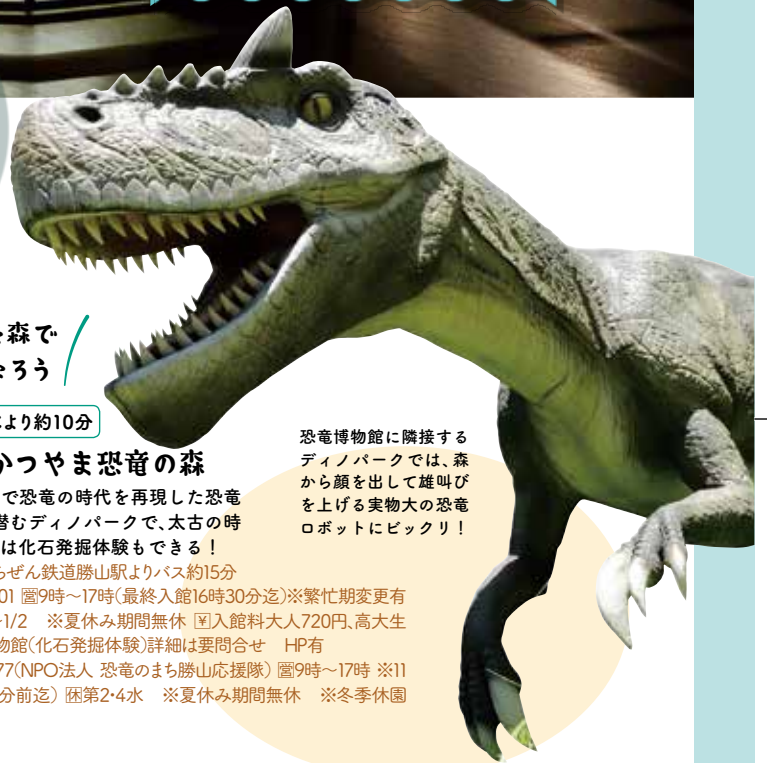 森で
ろう
より約10分
かつやま恐竜の森
で恐竜の時代を再現した恐竜
潜むディノパークで、太古の時
は化石発掘体験もできる！
ちぜん鉄道勝山駅よりバス約15分
01 営9時〜17時(最終入館16時30分迄)※繁忙期変更有
1/2　※夏休み期間無休 ¥入館料大人720円、高大生
物館(化石発掘体験)詳細は要問合せ　HP有
77(NPO法人 恐竜のまち勝山応援隊) 営9時〜17時 ※11
分前迄) 休第2・4水　※夏休み期間無休　※冬季休園
恐竜博物館に隣接する
ディノパークでは、森
から顔を出して雄叫び
を上げる実物大の恐竜
ロボットにビックリ！